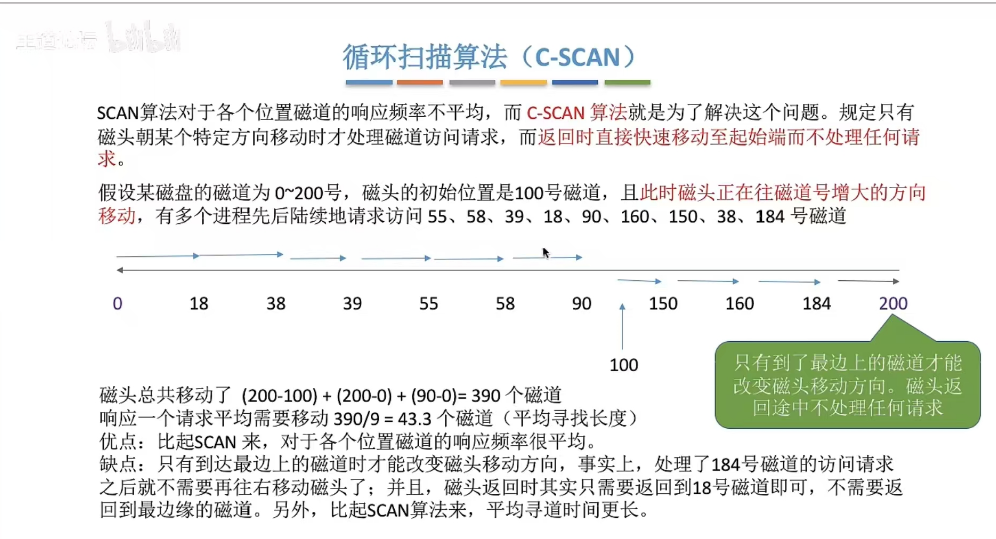 bilibili
循环扫描算法（C-SCAN）
SCAN算法对于各个位置磁道的响应频率不平均，而 C-SCAN 算法就是为了解决这个问题。规定只有
磁头朝某个特定方向移动时才处理磁道访问请求，而返回时直接快速移动至起始端而不处理任何请
求。
假设某磁盘的磁道为 0~200号，磁头的初始位置是100号磁道，且此时磁头正在往磁道号增大的方向
移动，有多个进程先后陆续地请求访问 55、58、39、18、90、160、150、38、184 号磁道
0 18 38 39 55 58 90 150 160 184 200
100
只有到了最边上的磁道才能
改变磁头移动方向。磁头返
回途中不处理任何请求
磁头总共移动了 (200-100) + (200-0) + (90-0)= 390 个磁道
响应一个请求平均需要移动 390/9 = 43.3 个磁道（平均寻找长度）
优点：比起SCAN 来，对于各个位置磁道的响应频率很平均。
缺点：只有到达最边上的磁道时才能改变磁头移动方向，事实上，处理了184号磁道的访问请求
之后就不需要再往右移动磁头了；并且，磁头返回时其实只需要返回到18号磁道即可，不需要返
回到最边缘的磁道。另外，比起SCAN算法来，平均寻道时间更长。